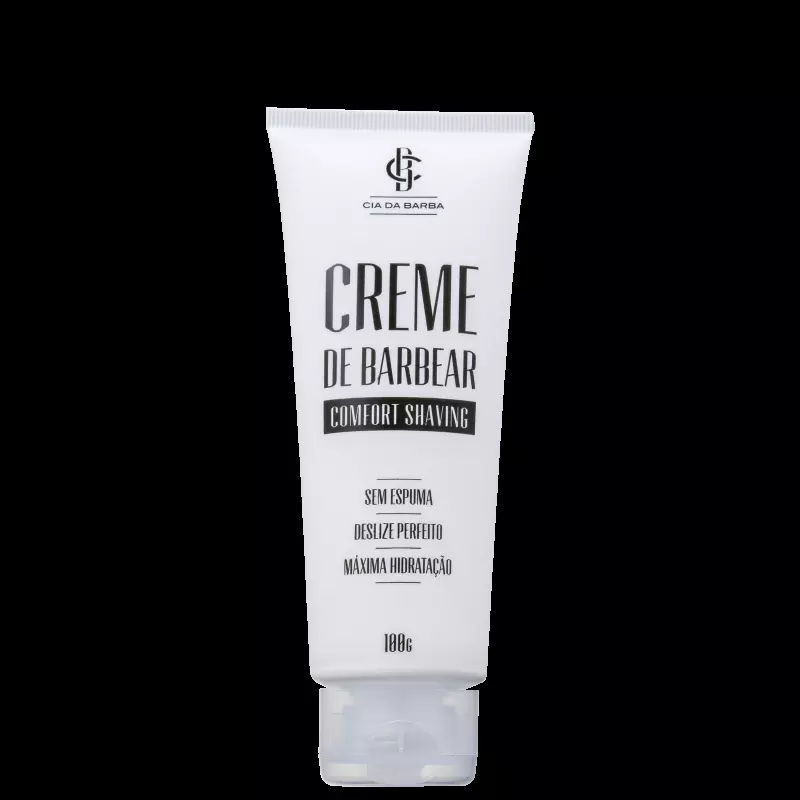 CIA DA BARBA
CREME
DE BARBEAR
COMFORT SHAVING
SEM ESPUMA
DESLIZE PERFEITO
MÁXIMA HIDRATAÇÃO
100G